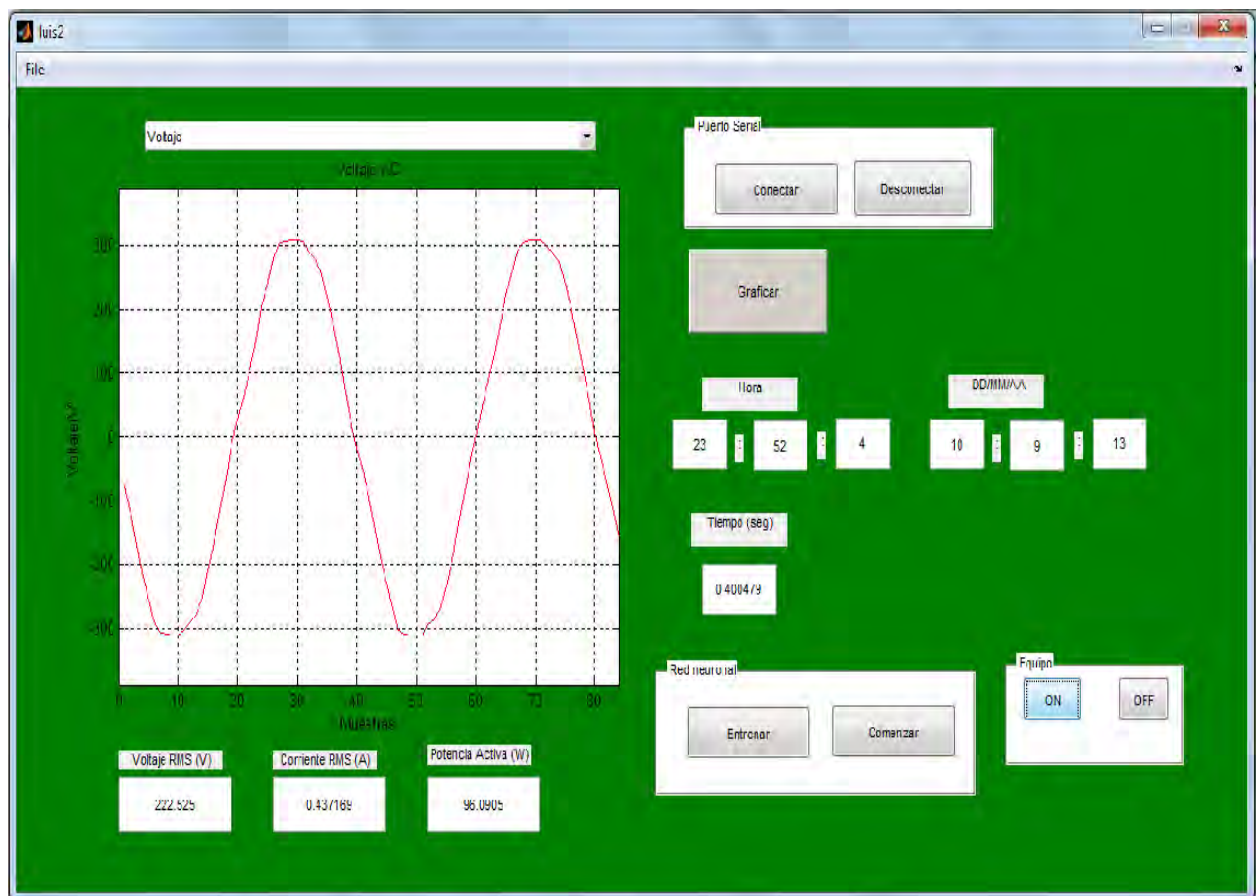 luis2
File
Voltaje
Voltaje AC
Voltaje(V)
300
200
100
0
-100
-200
-300
0 10 20 30 40 50 60 70 80
Muestras
Voltaje RMS (V)
Corriente RMS (A)
Potencia Activa (W)
222.525
0.437169
96.0905
Puerto Serial
Conectar
Desconectar
Graficar
Hora
DD/MM/AA
23 : 52 : 4
10 : 9 : 13
Tiempo (seg)
0.400479
Red neuronal
Entrenar
Comenzar
Equipo
ON
OFF